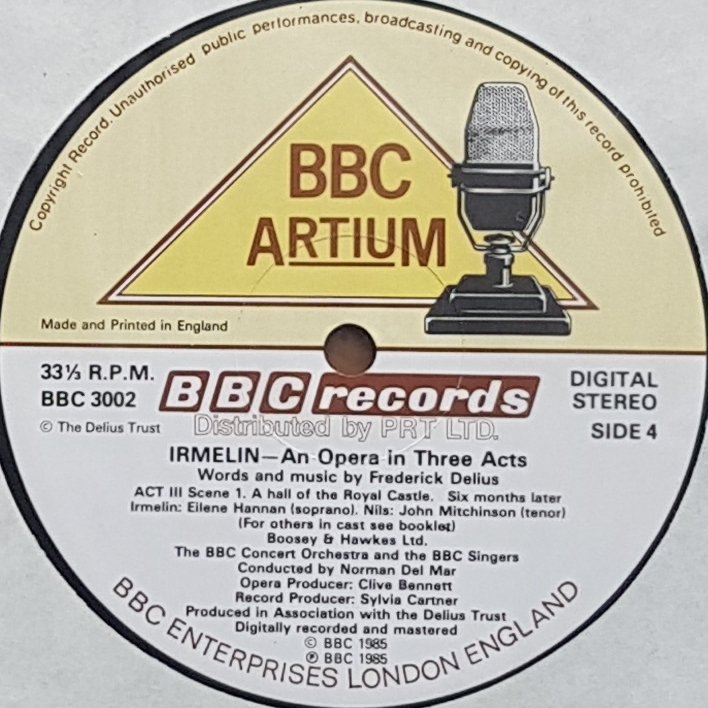 Copyright Record. Unauthorised public performances, broadcasting and copying of this record prohibited
BBC
ARTIUM
Made and Printed in England
33⅓ R.P.M.
BBC 3002
© The Delius Trust
BBC records
Distributed by PRT LTD.
DIGITAL
STEREO
SIDE 4
IRMELIN—An Opera in Three Acts
Words and music by Frederick Delius
ACT III Scene 1. A hall of the Royal Castle. Six months later
Irmelin: Eilene Hannan (soprano). Nils: John Mitchinson (tenor)
(For others in cast see booklet)
Boosey & Hawkes Ltd.
The BBC Concert Orchestra and the BBC Singers
Conducted by Norman Del Mar
Opera Producer: Clive Bennett
Record Producer: Sylvia Cartner
Produced in Association with the Delius Trust
Digitally recorded and mastered
© BBC 1985
℗ BBC 1985
BBC ENTERPRISES LONDON ENGLAND